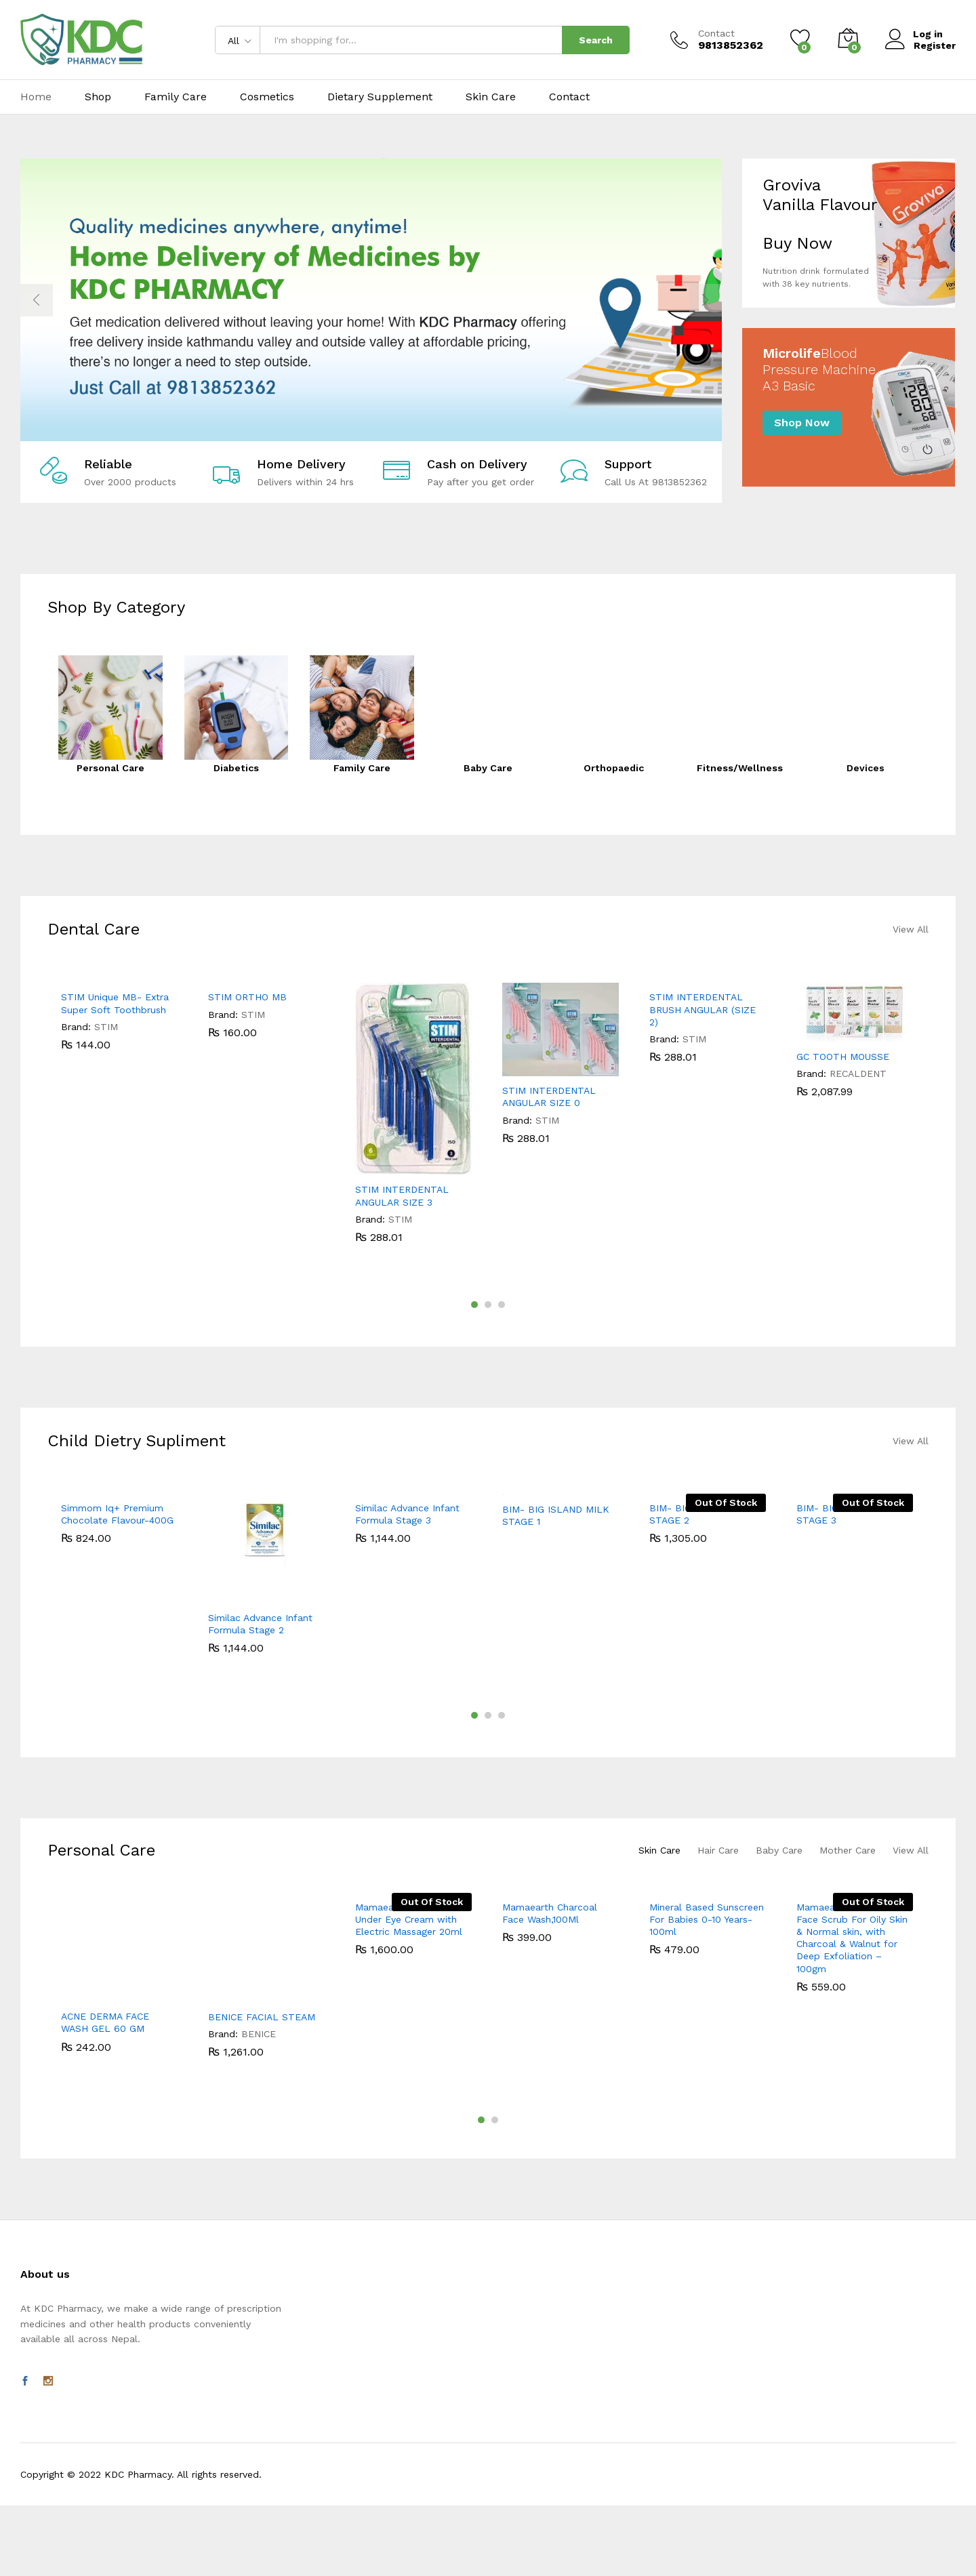 KDC
PHARMACY
All
I'm shopping for...
Search
Contact
9813852362
0
0
Log in
Register
Home
Shop
Family Care
Cosmetics
Dietary Supplement
Skin Care
Contact
Quality medicines anywhere, anytime!
Home Delivery of Medicines by
KDC PHARMACY
Get medication delivered without leaving your home! With KDC Pharmacy offering
free delivery inside kathmandu valley and outside valley at affordable pricing,
there's no longer a need to step outside.
Just Call at 9813852362
Groviva
Vanilla Flavour
Buy Now
Nutrition drink formulated
with 38 key nutrients.
Groviva
MicrolifeBlood
Pressure Machine
A3 Basic
Shop Now
Reliable
Over 2000 products
Home Delivery
Delivers within 24 hrs
Cash on Delivery
Pay after you get order
Support
Call Us At 9813852362
Shop By Category
Personal Care
Diabetics
Family Care
Baby Care
Orthopaedic
Fitness/Wellness
Devices
Dental Care
View All
STIM Unique MB- Extra
Super Soft Toothbrush
Brand: STIM
₨ 144.00
STIM ORTHO MB
Brand: STIM
₨ 160.00
STIM
INTERDENTAL
Angular
STIM INTERDENTAL
ANGULAR SIZE 3
Brand: STIM
₨ 288.01
STIM INTERDENTAL
ANGULAR SIZE 0
Brand: STIM
₨ 288.01
STIM INTERDENTAL
BRUSH ANGULAR (SIZE
2)
Brand: STIM
₨ 288.01
GC TOOTH MOUSSE
Brand: RECALDENT
₨ 2,087.99
Child Dietry Supliment
View All
Simmom Iq+ Premium
Chocolate Flavour-400G
₨ 824.00
Similac
2
Similac Advance Infant
Formula Stage 2
₨ 1,144.00
Similac Advance Infant
Formula Stage 3
₨ 1,144.00
BIM- BIG ISLAND MILK
STAGE 1
Out Of Stock
BIM-
STAGE 2
₨ 1,305.00
Out Of Stock
BIM-
STAGE 3
Personal Care
Skin Care
Hair Care
Baby Care
Mother Care
View All
ACNE DERMA FACE
WASH GEL 60 GM
₨ 242.00
BENICE FACIAL STEAM
Brand: BENICE
₨ 1,261.00
Out Of Stock
Under Eye Cream with
Electric Massager 20ml
₨ 1,600.00
Mamaearth Charcoal
Face Wash,100Ml
₨ 399.00
Mineral Based Sunscreen
For Babies 0-10 Years-
100ml
₨ 479.00
Out Of Stock
Face Scrub For Oily Skin
& Normal skin, with
Charcoal & Walnut for
Deep Exfoliation –
100gm
₨ 559.00
About us
At KDC Pharmacy, we make a wide range of prescription
medicines and other health products conveniently
available all across Nepal.
Copyright © 2022 KDC Pharmacy. All rights reserved.